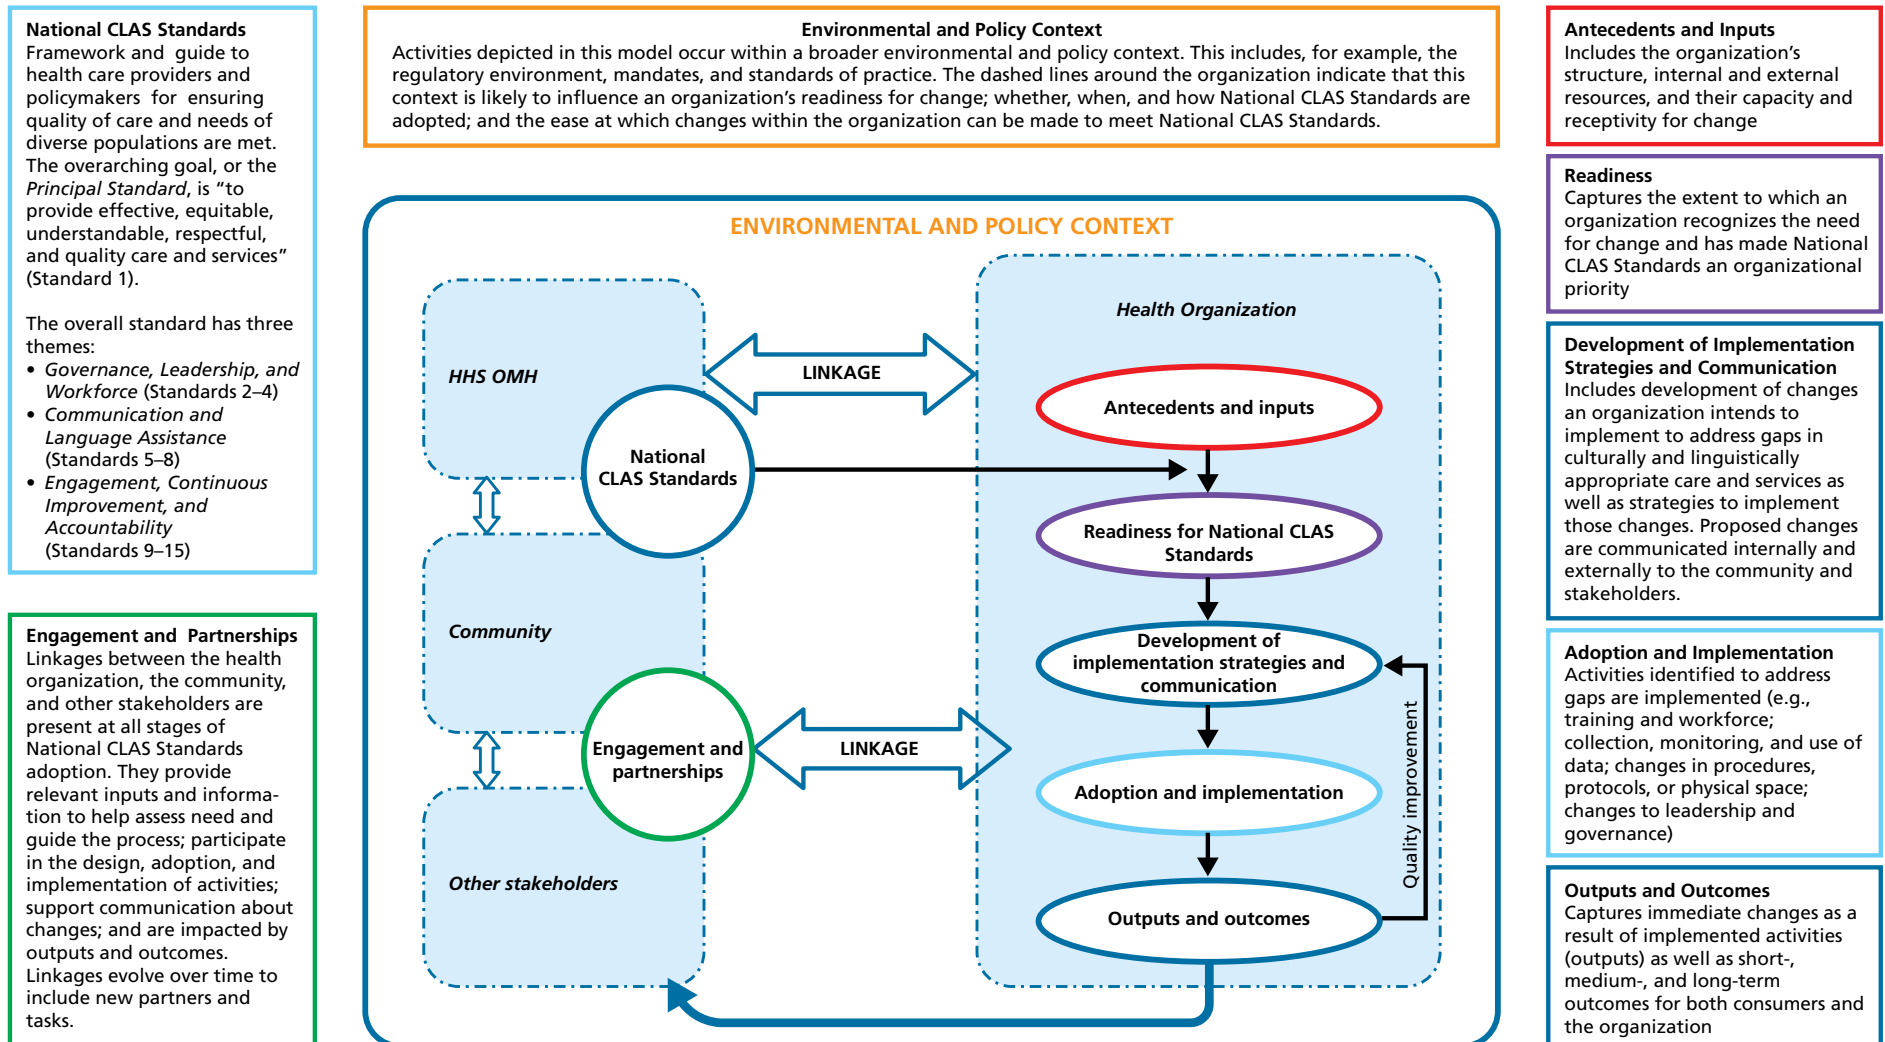 National CLAS Standards
Framework and guide to
health care providers and
policymakers for ensuring
quality of care and needs of
diverse populations are met.
The overarching goal, or the
Principal Standard, is “to
provide effective, equitable,
understandable, respectful,
and quality care and services”
(Standard 1).
The overall standard has three
themes:
• Governance, Leadership, and
Workforce (Standards 2–4)
• Communication and
Language Assistance
(Standards 5–8)
• Engagement, Continuous
Improvement, and
Accountability
(Standards 9–15)
Engagement and Partnerships
Linkages between the health
organization, the community,
and other stakeholders are
present at all stages of
National CLAS Standards
adoption. They provide
relevant inputs and informa-
tion to help assess need and
guide the process; participate
in the design, adoption, and
implementation of activities;
support communication about
changes; and are impacted by
outputs and outcomes.
Linkages evolve over time to
include new partners and
tasks.
Environmental and Policy Context
Activities depicted in this model occur within a broader environmental and policy context. This includes, for example, the
regulatory environment, mandates, and standards of practice. The dashed lines around the organization indicate that this
context is likely to influence an organization’s readiness for change; whether, when, and how National CLAS Standards are
adopted; and the ease at which changes within the organization can be made to meet National CLAS Standards.
ENVIRONMENTAL AND POLICY CONTEXT
HHS OMH
National
CLAS Standards
Community
Engagement and
partnerships
Other stakeholders
LINKAGE
LINKAGE
Health Organization
Antecedents and inputs
Readiness for National CLAS
Standards
Development of
implementation strategies and
communication
Adoption and implementation
Outputs and outcomes
Quality improvement
Antecedents and Inputs
Includes the organization’s
structure, internal and external
resources, and their capacity and
receptivity for change
Readiness
Captures the extent to which an
organization recognizes the need
for change and has made National
CLAS Standards an organizational
priority
Development of Implementation
Strategies and Communication
Includes development of changes
an organization intends to
implement to address gaps in
culturally and linguistically
appropriate care and services as
well as strategies to implement
those changes. Proposed changes
are communicated internally and
externally to the community and
stakeholders.
Adoption and Implementation
Activities identified to address
gaps are implemented (e.g.,
training and workforce;
collection, monitoring, and use of
data; changes in procedures,
protocols, or physical space;
changes to leadership and
governance)
Outputs and Outcomes
Captures immediate changes as a
result of implemented activities
(outputs) as well as short-,
medium-, and long-term
outcomes for both consumers and
the organization